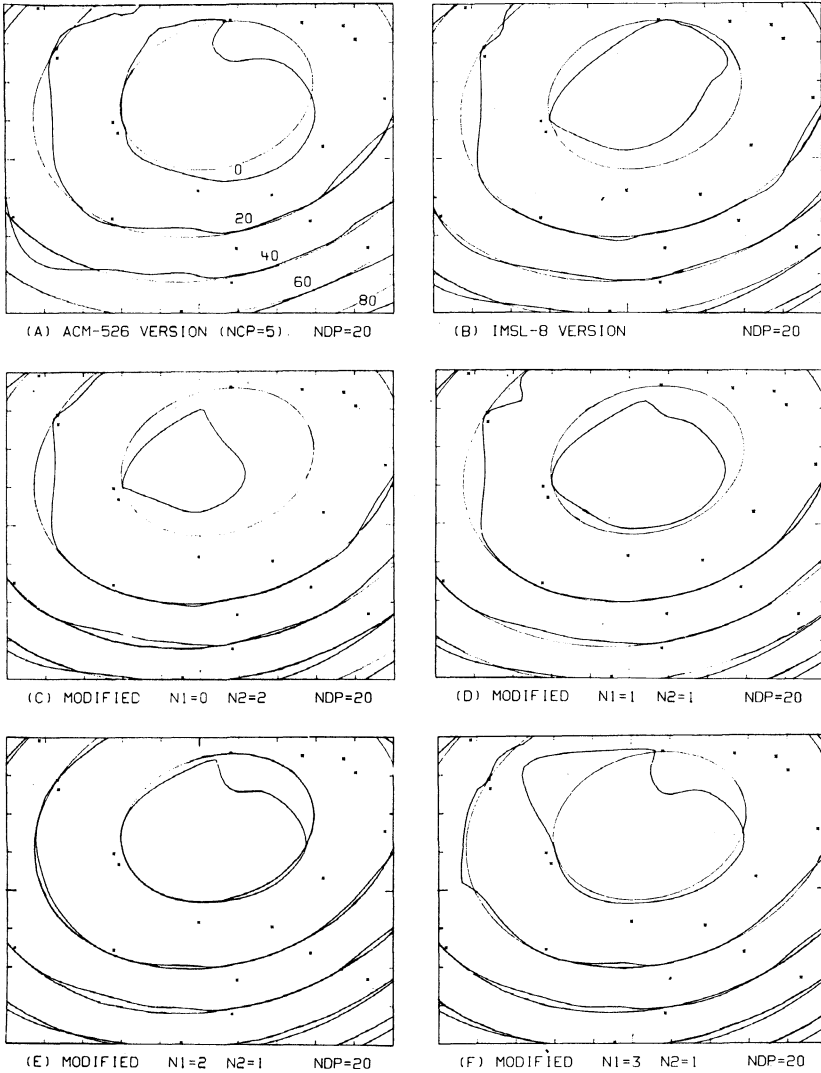 0
20
40
60
80
(A) ACM-526 VERSION (NCP=5). NDP=20
(B) IMSL-8 VERSION NDP=20
(C) MODIFIED N1=0 N2=2 NDP=20
(D) MODIFIED N1=1 N2=1 NDP=20
(E) MODIFIED N1=2 N2=1 NDP=20
(F) MODIFIED N1=3 N2=1 NDP=20